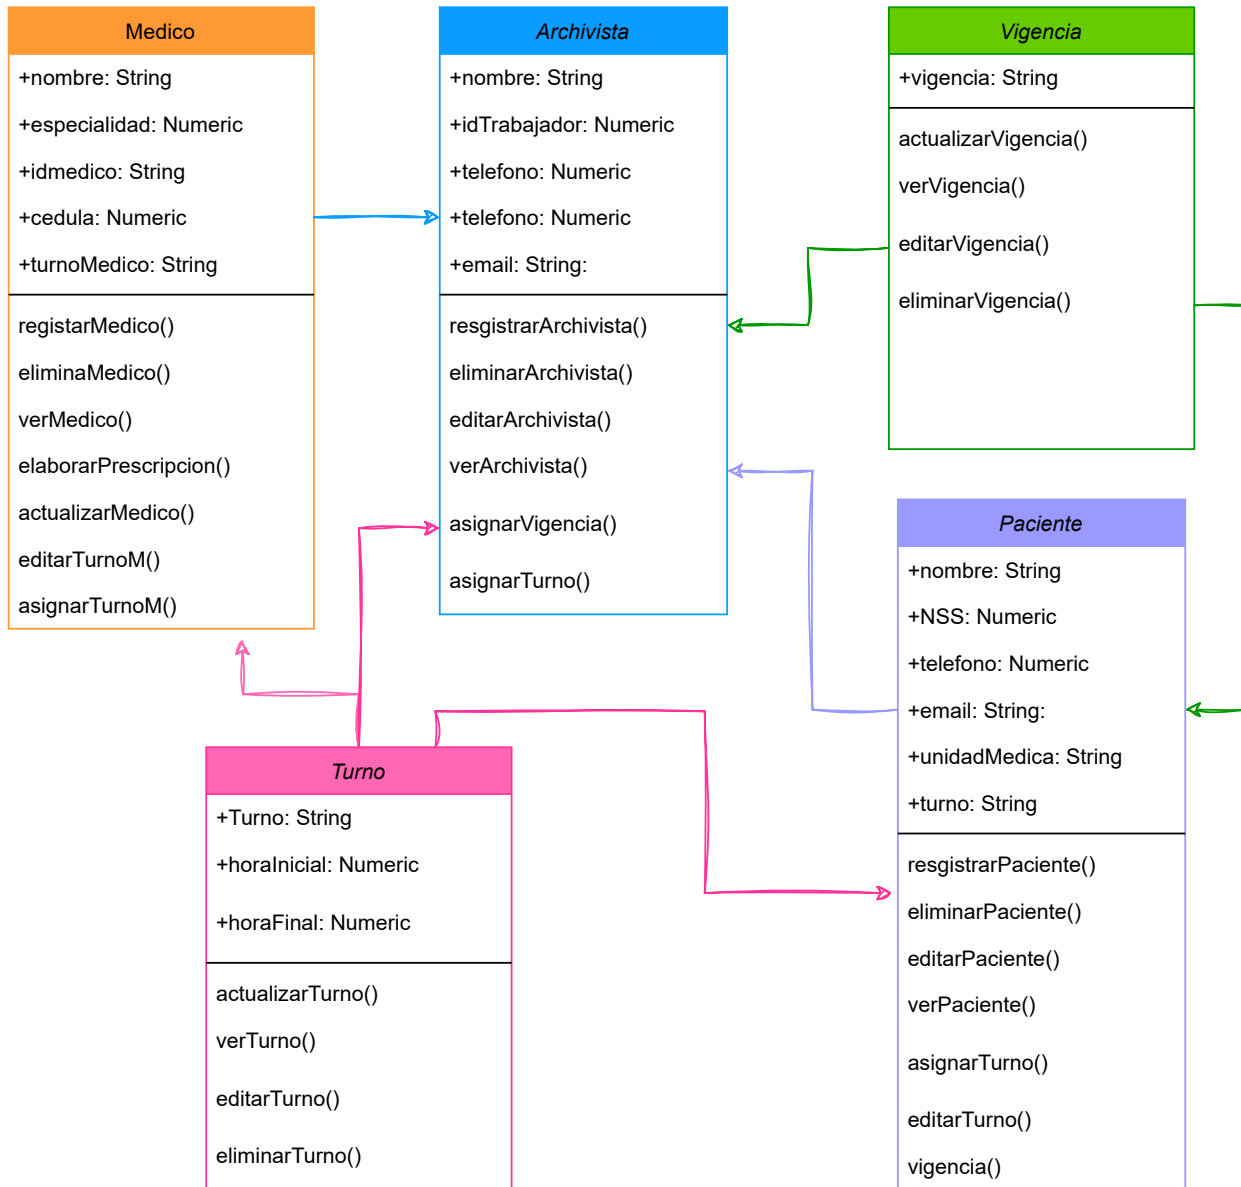 Medico
+nombre: String
+especialidad: Numeric
+idmedico: String
+cedula: Numeric
+turnoMedico: String
registarMedico()
eliminaMedico()
verMedico()
elaborarPrescripcion()
actualizarMedico()
editarTurnoM()
asignarTurnoM()
Archivista
+nombre: String
+idTrabajador: Numeric
+telefono: Numeric
+telefono: Numeric
+email: String:
resgistrarArchivista()
eliminarArchivista()
editarArchivista()
verArchivista()
asignarVigencia()
asignarTurno()
Vigencia
+vigencia: String
actualizarVigencia()
verVigencia()
editarVigencia()
eliminarVigencia()
Paciente
+nombre: String
+NSS: Numeric
+telefono: Numeric
+email: String:
+unidadMedica: String
+turno: String
resgistrarPaciente()
eliminarPaciente()
editarPaciente()
verPaciente()
asignarTurno()
editarTurno()
vigencia()
Turno
+Turno: String
+horaInicial: Numeric
+horaFinal: Numeric
actualizarTurno()
verTurno()
editarTurno()
eliminarTurno()